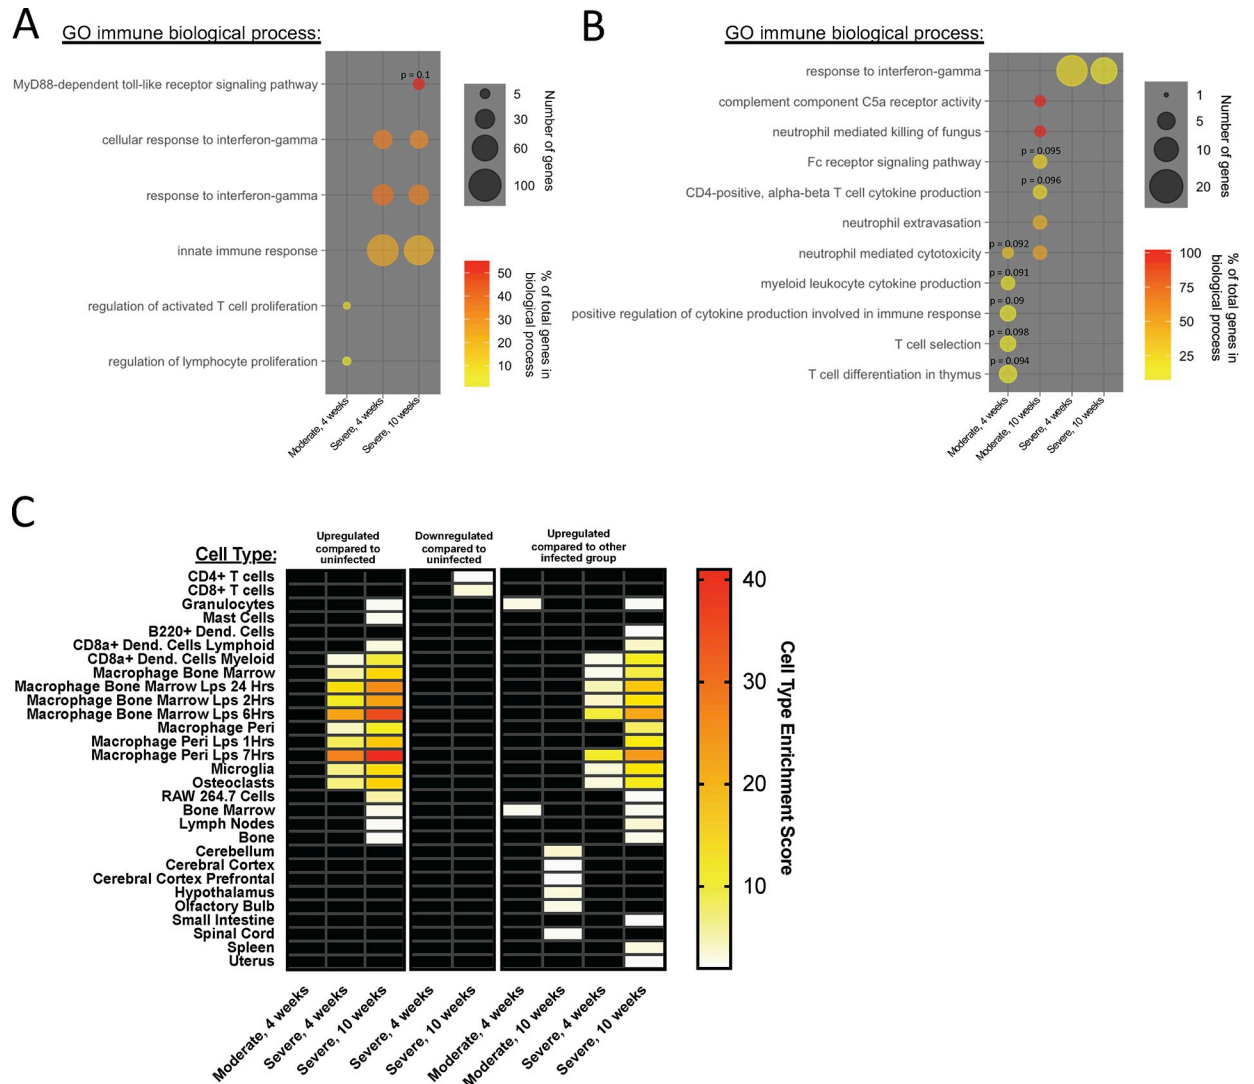 A
GO immune biological process:
MyD88-dependent toll-like receptor signaling pathway
cellular response to interferon-gamma
response to interferon-gamma
innate immune response
regulation of activated T cell proliferation
regulation of lymphocyte proliferation
p = 0.1
Moderate, 4 weeks
Severe, 4 weeks
Severe, 10 weeks
5
30
60
100
Number of genes
50
40
30
20
10
% of total genes in
biological process
B
GO immune biological process:
response to interferon-gamma
complement component C5a receptor activity
neutrophil mediated killing of fungus
Fc receptor signaling pathway
CD4-positive, alpha-beta T cell cytokine production
neutrophil extravasation
neutrophil mediated cytotoxicity
myeloid leukocyte cytokine production
positive regulation of cytokine production involved in immune response
T cell selection
T cell differentiation in thymus
p = 0.095
p = 0.096
p = 0.092
p = 0.091
p = 0.09
p = 0.098
p = 0.094
Moderate, 4 weeks
Moderate, 10 weeks
Severe, 4 weeks
Severe, 10 weeks
1
5
10
20
Number of genes
100
75
50
25
% of total genes in
biological process
C
Cell Type:
Upregulated
compared to
uninfected
Downregulated
compared to
uninfected
Upregulated
compared to other
infected group
CD4+ T cells
CD8+ T cells
Granulocytes
Mast Cells
B220+ Dend. Cells
CD8a+ Dend. Cells Lymphoid
CD8a+ Dend. Cells Myeloid
Macrophage Bone Marrow
Macrophage Bone Marrow Lps 24 Hrs
Macrophage Bone Marrow Lps 2Hrs
Macrophage Bone Marrow Lps 6Hrs
Macrophage Peri
Macrophage Peri Lps 1Hrs
Macrophage Peri Lps 7Hrs
Microglia
Osteoclasts
RAW 264.7 Cells
Bone Marrow
Lymph Nodes
Bone
Cerebellum
Cerebral Cortex
Cerebral Cortex Prefrontal
Hypothalamus
Olfactory Bulb
Small Intestine
Spinal Cord
Spleen
Uterus
Moderate, 4 weeks
Severe, 4 weeks
Severe, 10 weeks
Severe, 4 weeks
Severe, 10 weeks
Moderate, 4 weeks
Moderate, 10 weeks
Severe, 4 weeks
Severe, 10 weeks
40
30
20
10
Cell Type Enrichment Score